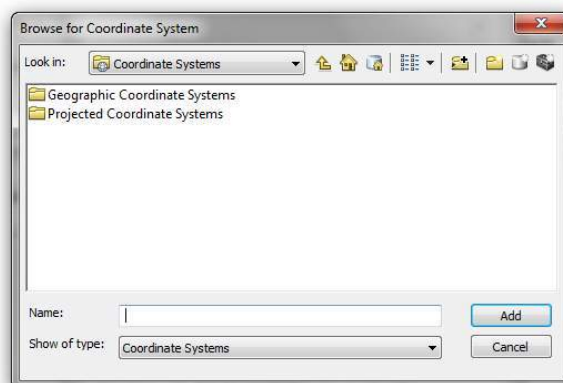 Browse for Coordinate System
Look in: Coordinate Systems
Geographic Coordinate Systems
Projected Coordinate Systems
Name: Add
Show of type: Coordinate Systems Cancel